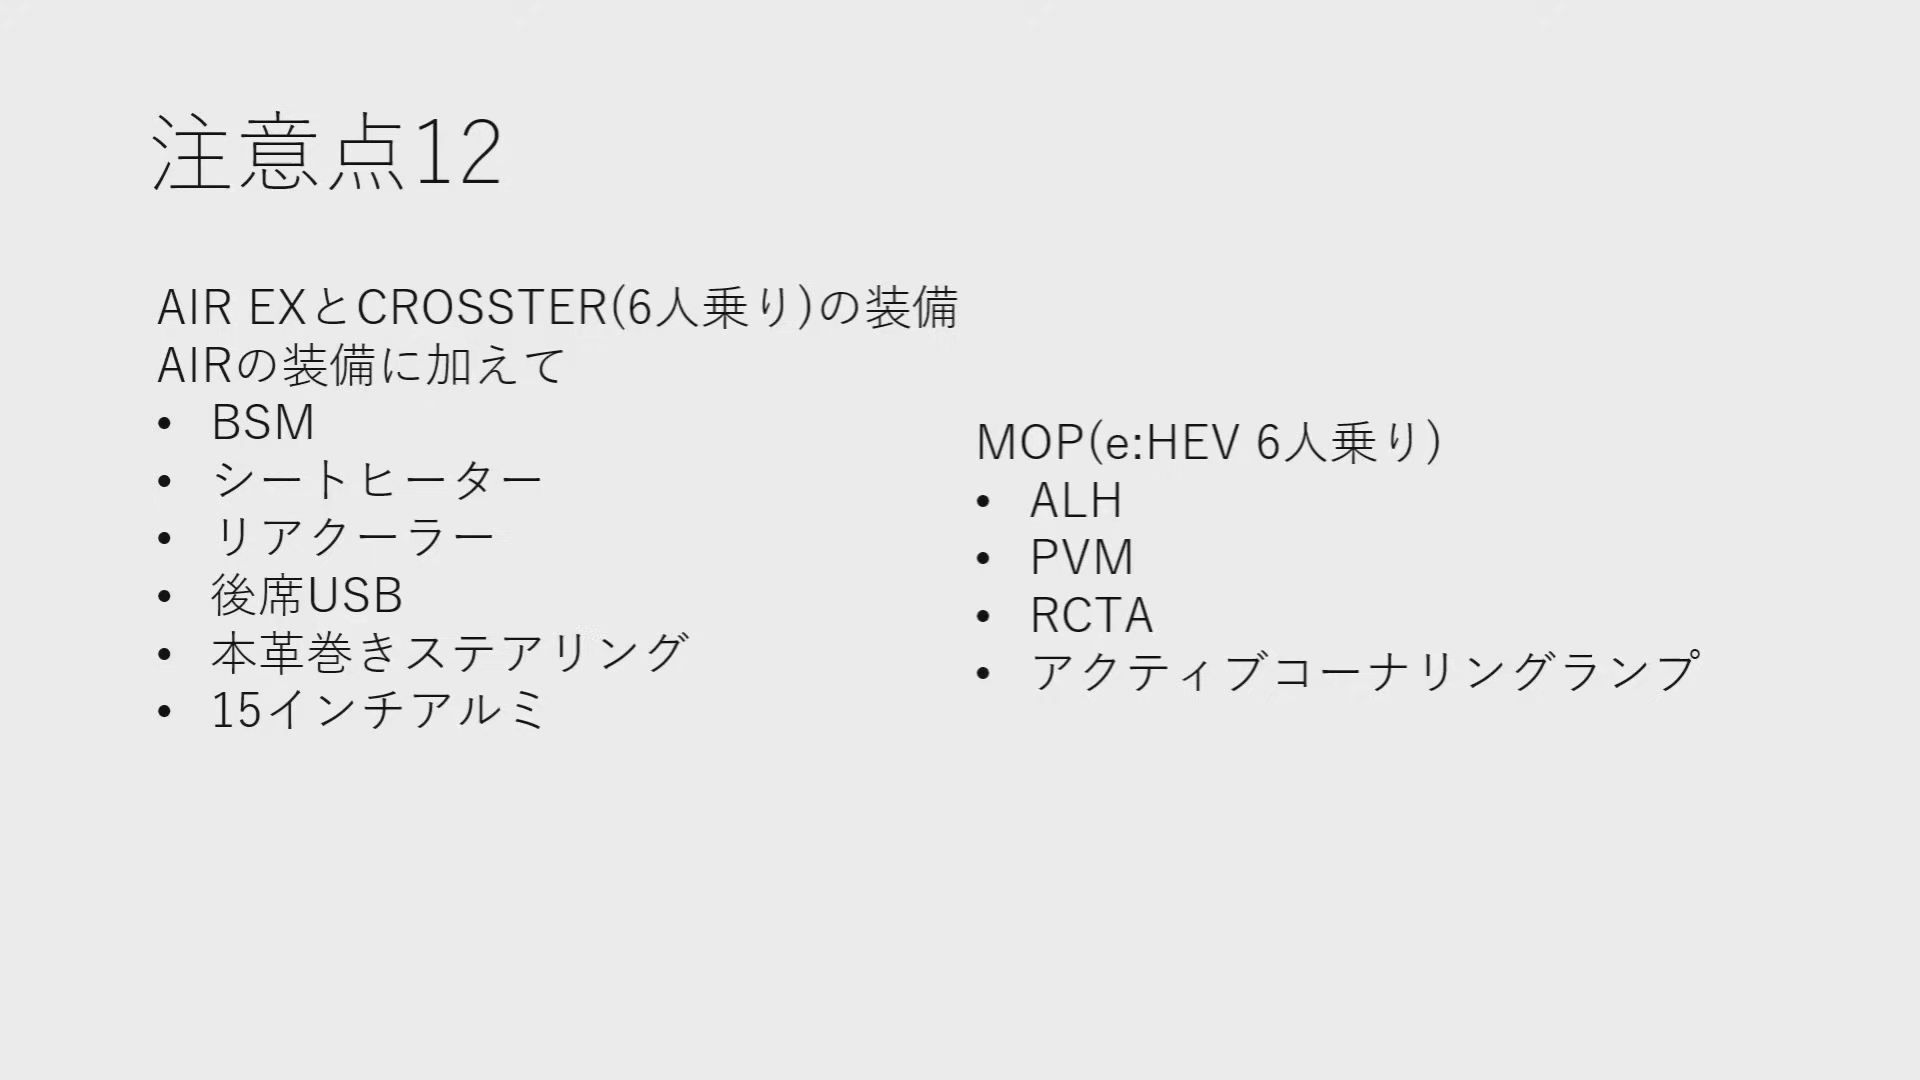 注意点12
AIR EXとCROSSTER(6人乗り)の装備
AIRの装備に加えて
• BSM
• シートヒーター
• リアクーラー
• 後席USB
• 本革巻きステアリング
• 15インチアルミ
MOP(e:HEV 6人乗り)
• ALH
• PVM
• RCTA
• アクティブコーナリングランプ